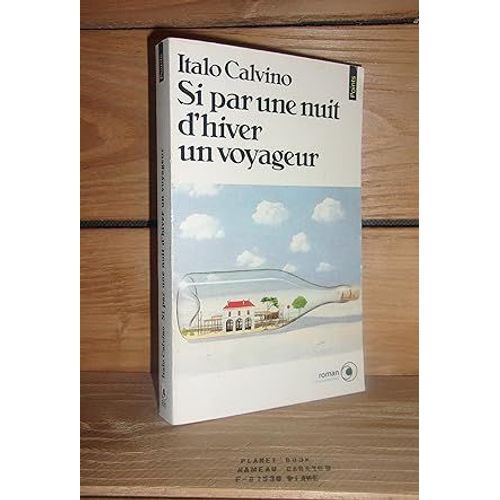 Italo Calvino
Points
Si par une nuit
d'hiver
un voyageur
roman
Italo Calvino Si par une nuit d'hiver un voyageur
Points
PLANET BOOK